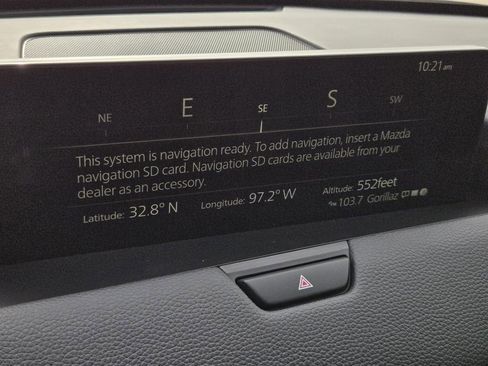 10:21 am
NE E SE S SW
This system is navigation ready. To add navigation, insert a Mazda
navigation SD card. Navigation SD cards are available from your
dealer as an accessory.
Latitude: 32.8° N Longitude: 97.2° W Altitude: 552feet
103.7 Gorillaz